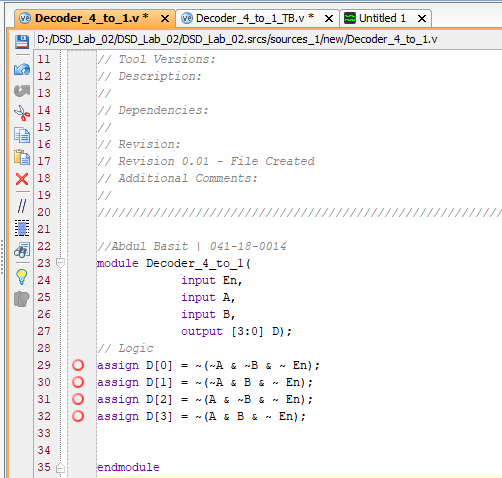 Decoder_4_to_1.v * Decoder_4_to_1_TB.v * Untitled 1
D:/DSD_Lab_02/DSD_Lab_02/DSD_Lab_02.srcs/sources_1/new/Decoder_4_to_1.v
11 // Tool Versions:
12 // Description:
13 //
14 // Dependencies:
15 //
16 // Revision:
17 // Revision 0.01 - File Created
18 // Additional Comments:
19 //
20 ///////////////////////////////////////////////////////////
21
22 //Abdul Basit | 041-18-0014
23 module Decoder_4_to_1(
24 input En,
25 input A,
26 input B,
27 output [3:0] D);
28 // Logic
29 assign D[0] = ~(~A & ~B & ~ En);
30 assign D[1] = ~(~A & B & ~ En);
31 assign D[2] = ~(A & ~B & ~ En);
32 assign D[3] = ~(A & B & ~ En);
33
34
35 endmodule